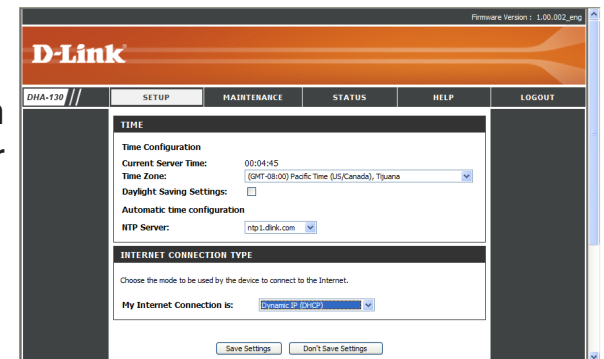 Firmware Version : 1.00.002_eng
D-Link
DHA-130 // SETUP MAINTENANCE STATUS HELP LOGOUT
TIME
Time Configuration
Current Server Time: 00:04:45
Time Zone: (GMT-08:00) Pacific Time (US/Canada), Tijuana
Daylight Saving Settings:
Automatic time configuration
NTP Server: ntp1.dlink.com
INTERNET CONNECTION TYPE
Choose the mode to be used by the device to connect to the Internet.
My Internet Connection is: Dynamic IP (DHCP)
Save Settings Don't Save Settings